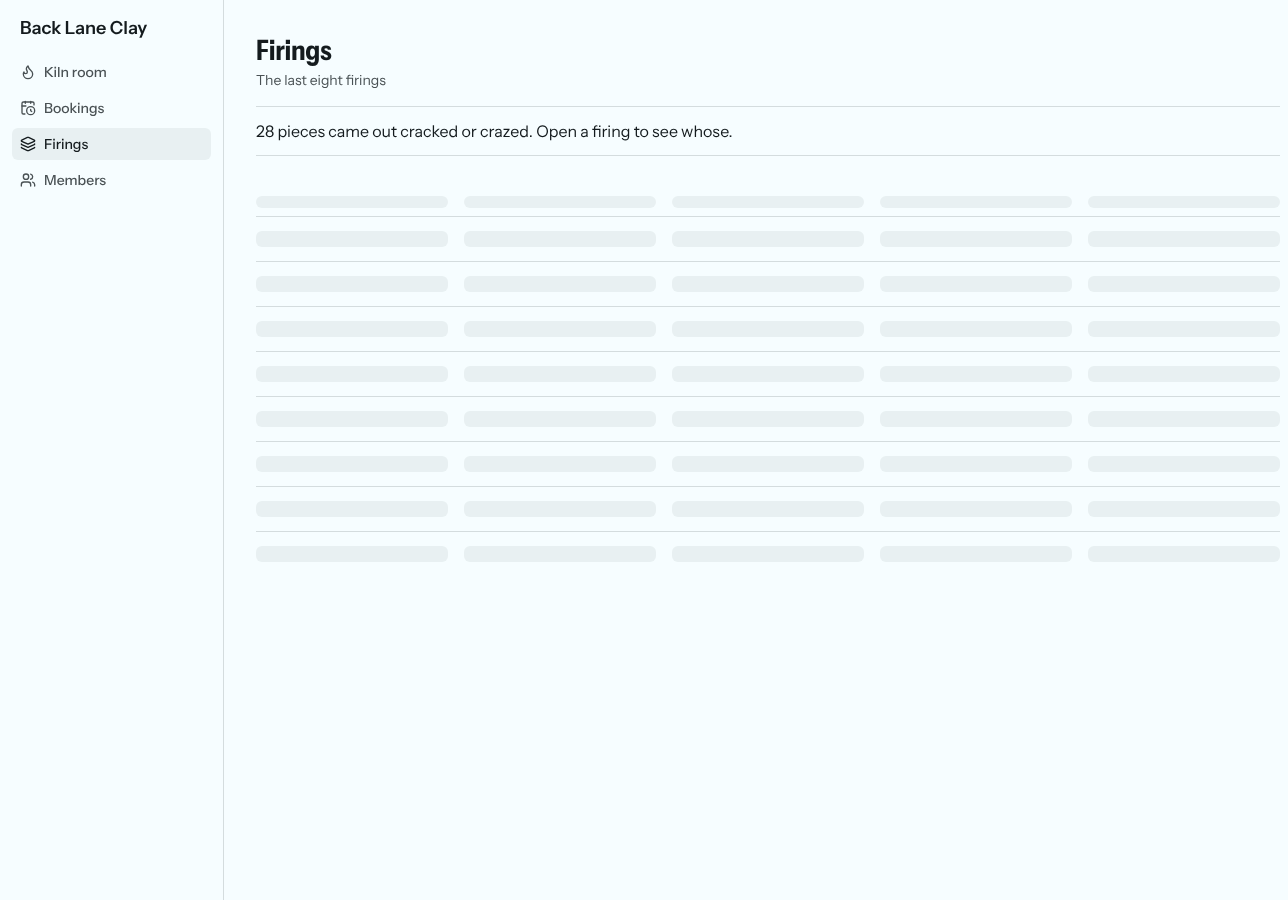 Back Lane Clay
Kiln room
Bookings
Firings
Members
Firings
The last eight firings
28 pieces came out cracked or crazed. Open a firing to see whose.